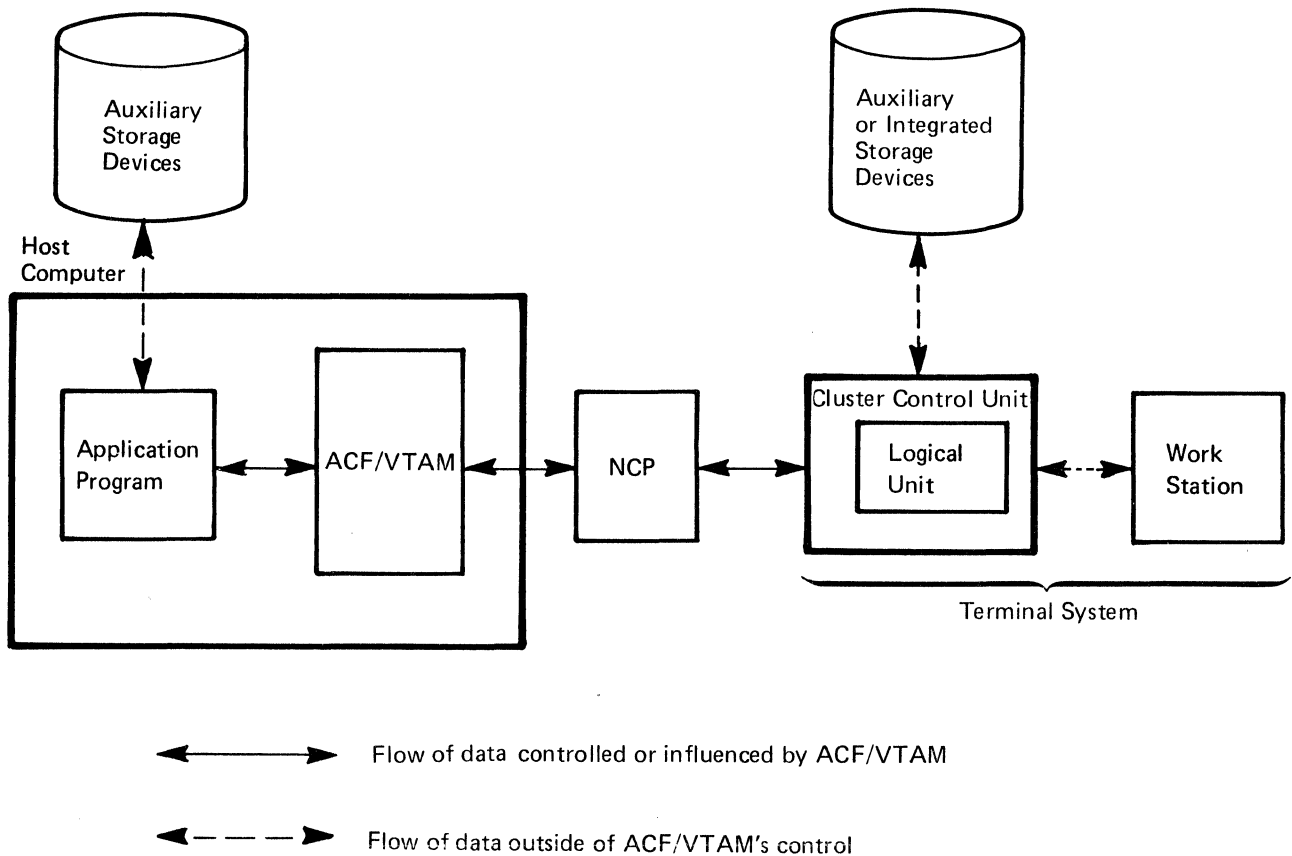 Auxiliary
Storage
Devices
Auxiliary
or Integrated
Storage
Devices
Host
Computer
Application
Program
ACF/VTAM
NCP
Cluster Control Unit
Logical
Unit
Work
Station
Terminal System
Flow of data controlled or influenced by ACF/VTAM
Flow of data outside of ACF/VTAM's control